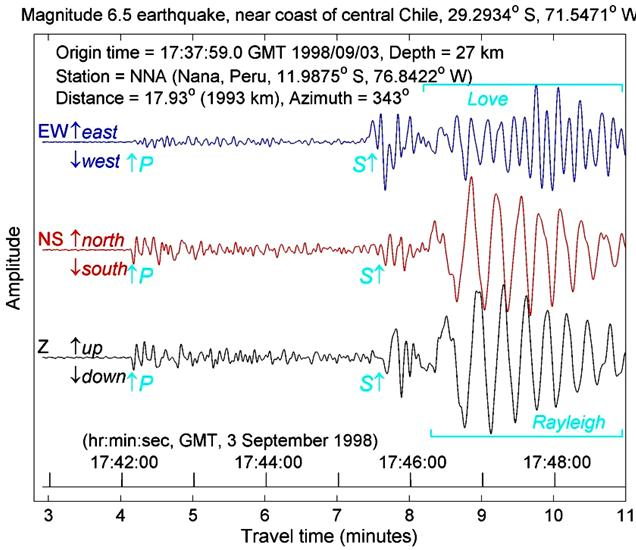 Magnitude 6.5 earthquake, near coast of central Chile, 29.2934° S, 71.5471° W
Origin time = 17:37:59.0 GMT 1998/09/03, Depth = 27 km
Station = NNA (Nana, Peru, 11.9875° S, 76.8422° W)
Distance = 17.93° (1993 km), Azimuth = 343°
Love
EW ↑east
↓west ↑P S↑
NS ↑north
↓south ↑P S↑
Z ↑up
↓down ↑P S↑
Rayleigh
Amplitude
(hr:min:sec, GMT, 3 September 1998)
17:42:00 17:44:00 17:46:00 17:48:00
3 4 5 6 7 8 9 10 11
Travel time (minutes)